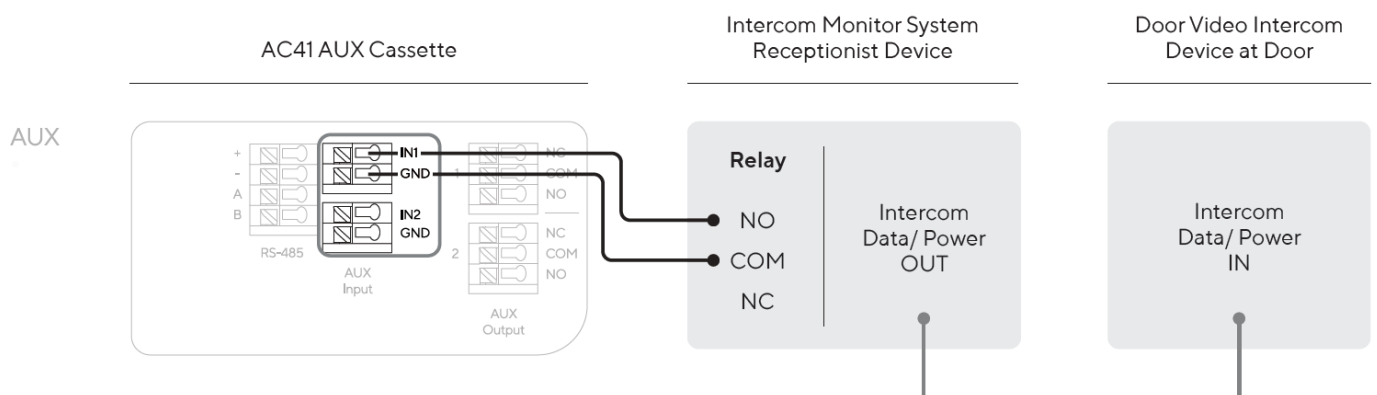 AC41 AUX Cassette
Intercom Monitor System
Receptionist Device
Door Video Intercom
Device at Door
AUX
+
-
A
B
RS-485
IN1
GND
IN2
GND
AUX
Input
1
NC
COM
NO
2
NC
COM
NO
AUX
Output
Relay
NO
COM
NC
Intercom
Data/ Power
OUT
Intercom
Data/ Power
IN